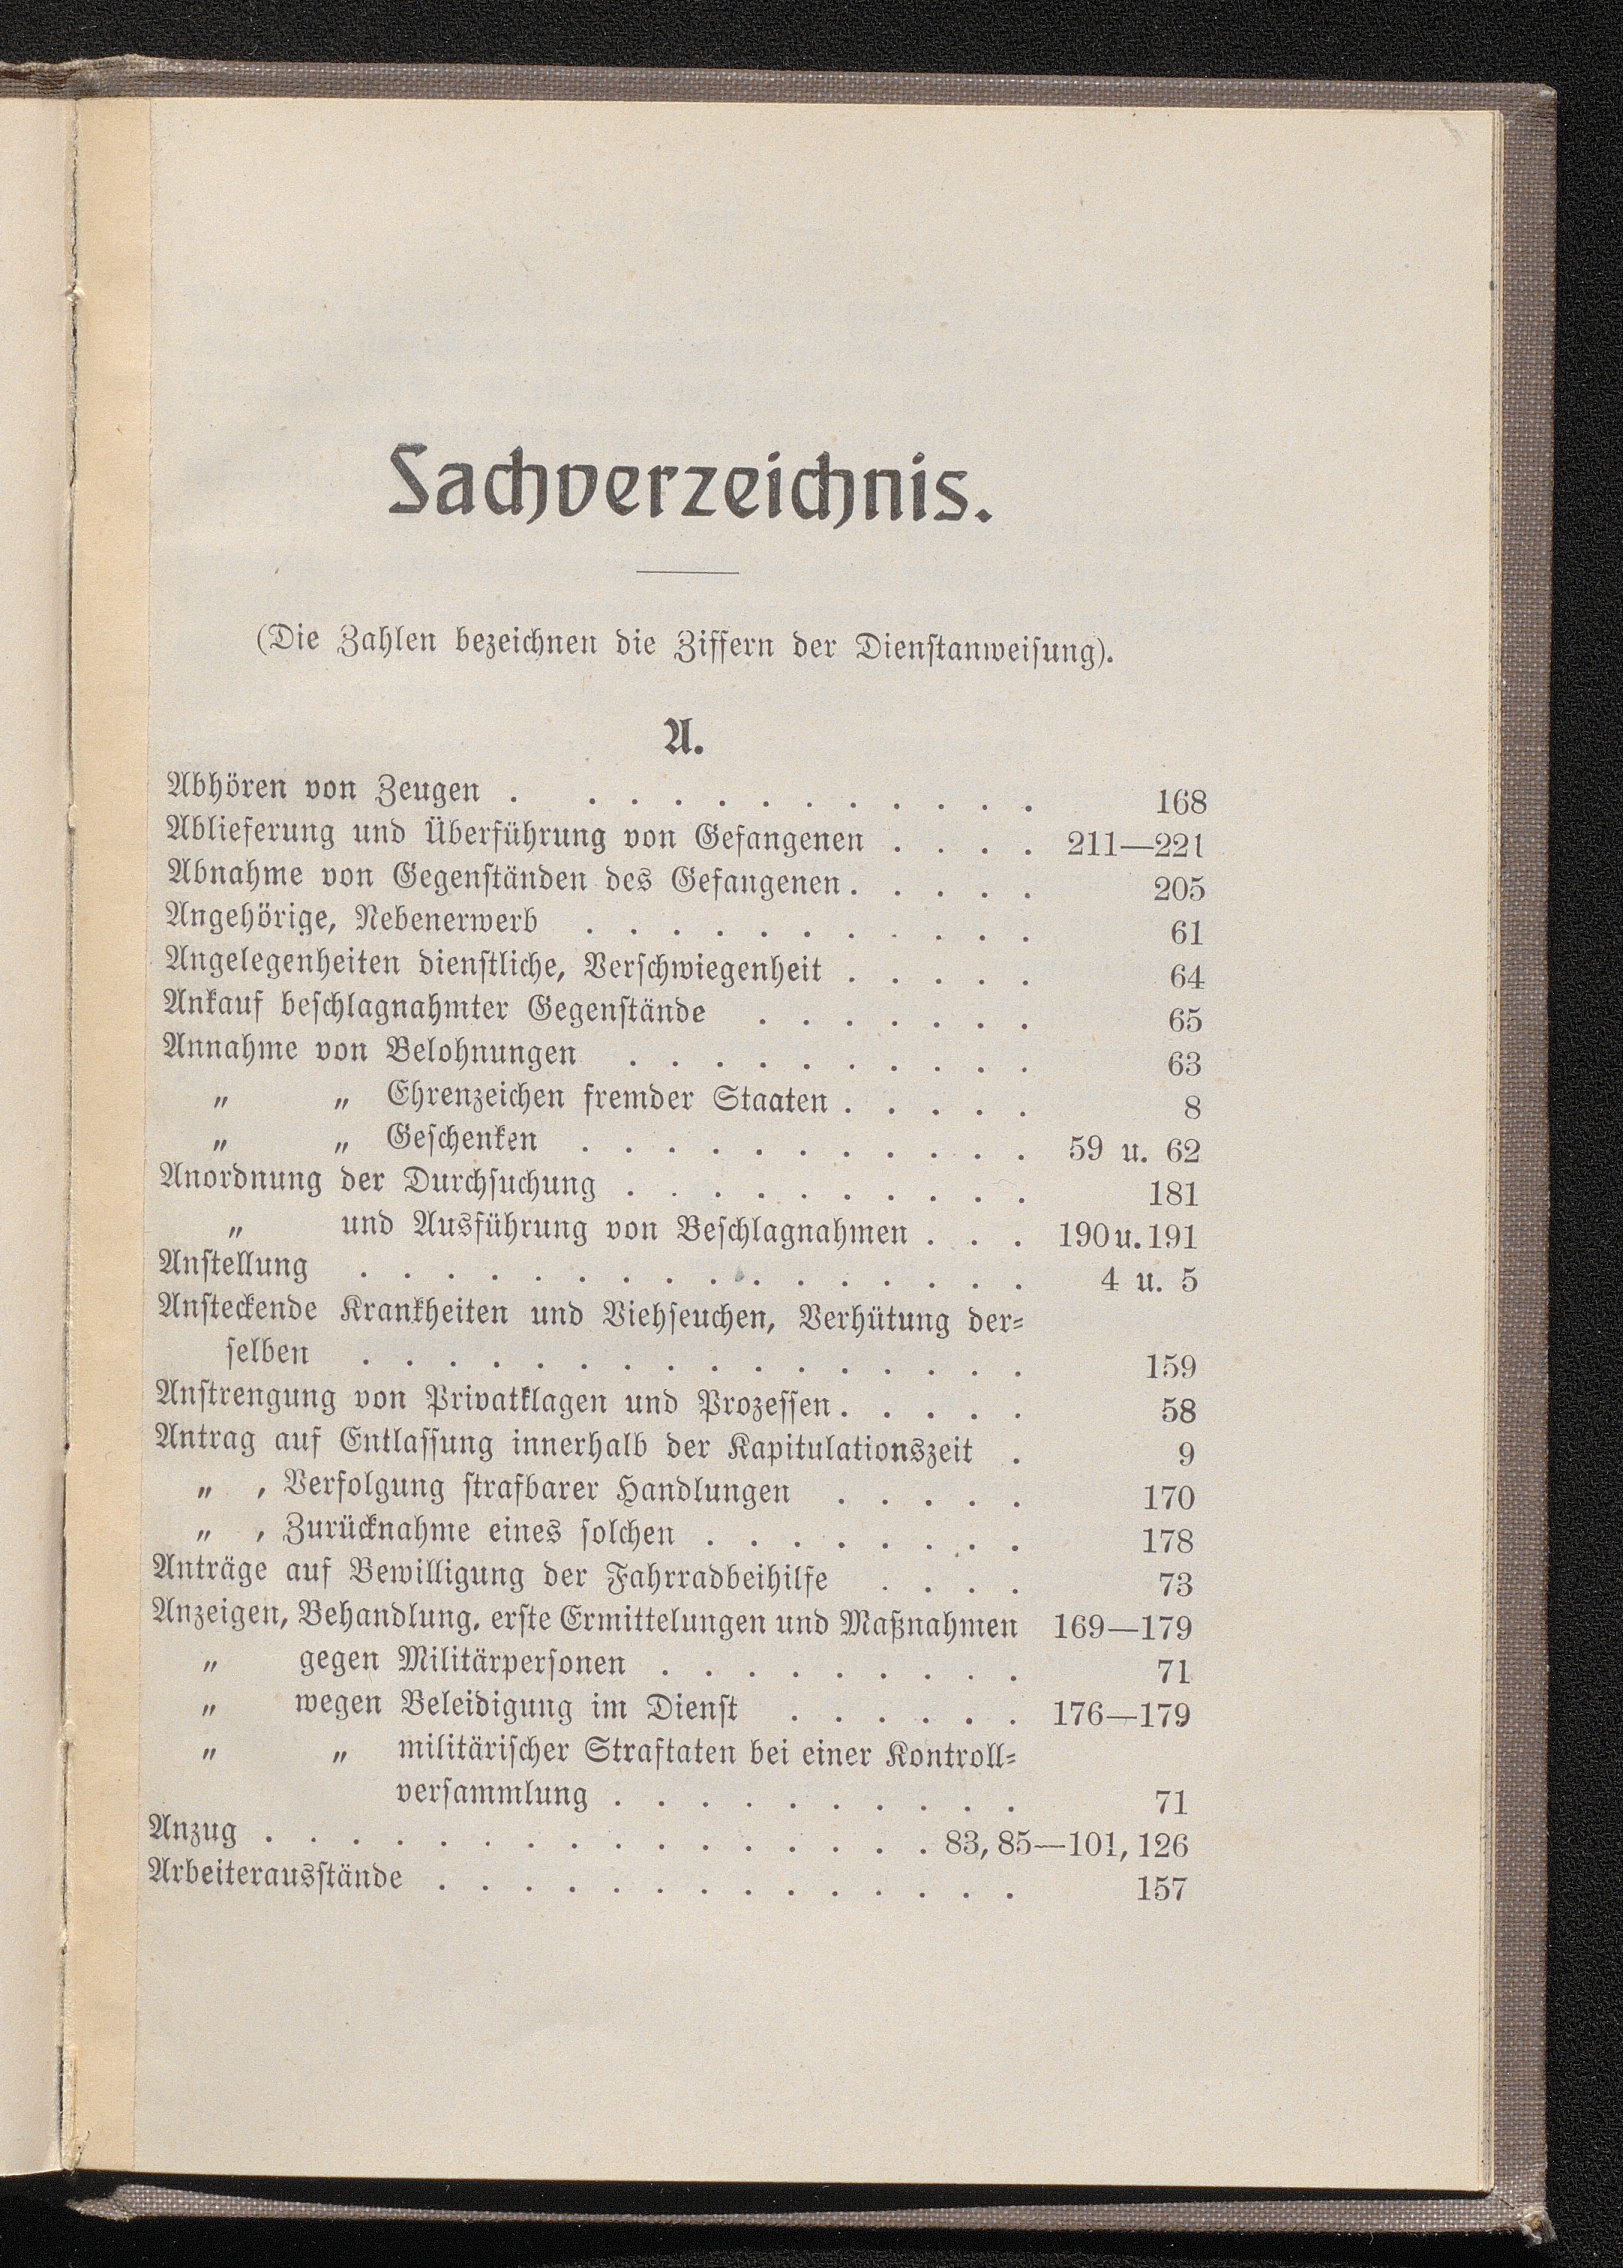 Sachverzeichnis.
(Die Zahlen bezeichnen die Ziffern der Dienstanweisung).
A.
Abhören von Zeugen . . . . . . . . . . . . 168
Ablieferung und Überführung von Gefangenen . . . . 211—221
Abnahme von Gegenständen des Gefangenen . . . . . 205
Angehörige, Nebenerwerb . . . . . . . . . . . 61
Angelegenheiten dienstliche, Verschwiegenheit . . . . . 64
Ankauf beschlagnahmter Gegenstände . . . . . . . 65
Annahme von Belohnungen . . . . . . . . . . 63
„ „ Ehrenzeichen fremder Staaten . . . . . 8
„ „ Geschenken . . . . . . . . . . . 59 u. 62
Anordnung der Durchsuchung . . . . . . . . . . 181
„ und Ausführung von Beschlagnahmen . . . 190 u. 191
Anstellung . . . . . . . . . . . . . . . . 4 u. 5
Ansteckende Krankheiten und Viehseuchen, Verhütung der-
selben . . . . . . . . . . . . . . . . 159
Anstrengung von Privatklagen und Prozessen . . . . . 58
Antrag auf Entlassung innerhalb der Kapitulationszeit . 9
„ , Verfolgung strafbarer Handlungen . . . . . 170
„ , Zurücknahme eines solchen . . . . . . . . 178
Anträge auf Bewilligung der Fahrradbeihilfe . . . . 73
Anzeigen, Behandlung, erste Ermittelungen und Maßnahmen 169—179
„ gegen Militärpersonen . . . . . . . . . 71
„ wegen Beleidigung im Dienst . . . . . . 176—179
„ „ militärischer Straftaten bei einer Kontroll-
versammlung . . . . . . . . . . 71
Anzug . . . . . . . . . . . . . . . . 83, 85—101, 126
Arbeiterausstände . . . . . . . . . . . . . . 157